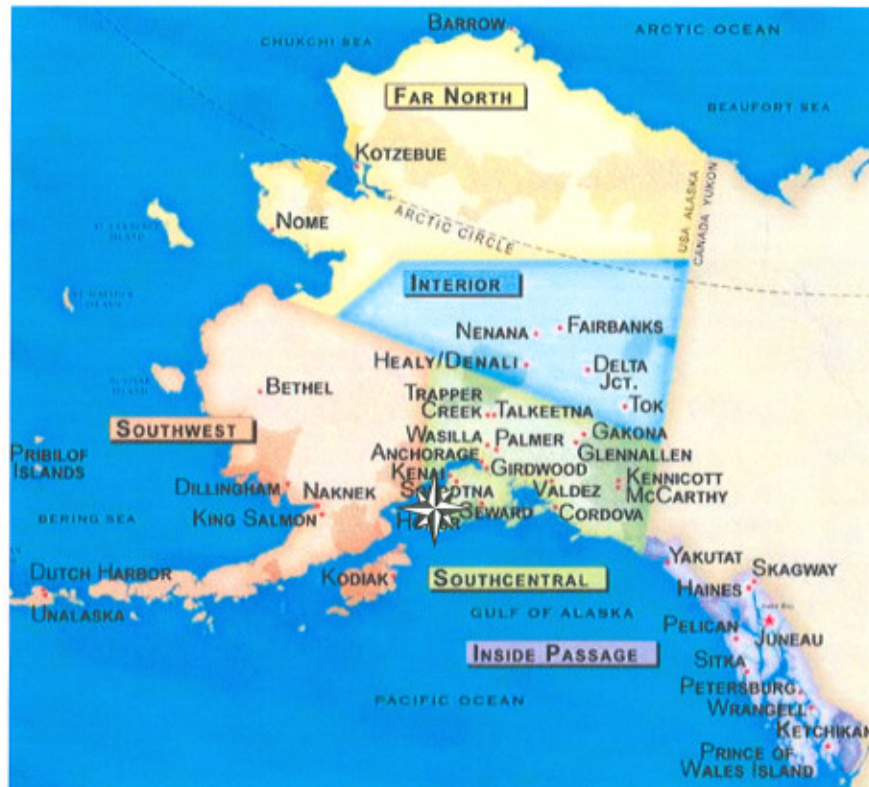 BARROW
ARCTIC OCEAN
CHUKCHI SEA
FAR NORTH
BEAUFORT SEA
KOTZEBUE
USA ALASKA
CANADA YUKON
ARCTIC CIRCLE
NOME
INTERIOR
NENANA
FAIRBANKS
HEALY/DENALI
DELTA
JCT.
BETHEL
TRAPPER
CREEK
TALKEETNA
TOK
SOUTHWEST
WASILLA
PALMER
GAKONA
GLENNALLEN
ANCHORAGE
GIRDWOOD
PRIBILOF
ISLANDS
KENAI
KENNICOTT
MCCARTHY
DILLINGHAM
NAKNEK
VALDEZ
KING SALMON
SEWARD
CORDOVA
BERING SEA
YAKUTAT
SKAGWAY
HAINES
DUTCH HARBOR
UNALASKA
KODIAK
SOUTHCENTRAL
GULF OF ALASKA
PELICAN
JUNEAU
INSIDE PASSAGE
SITKA
PETERSBURG
WRANGELL
PACIFIC OCEAN
KETCHIKAN
PRINCE OF
WALES ISLAND